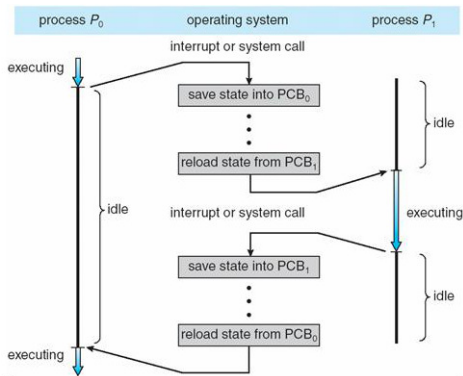 process P0 operating system process P1
interrupt or system call
executing
save state into PCB0
idle
reload state from PCB1
idle
interrupt or system call
executing
save state into PCB1
idle
reload state from PCB0
executing